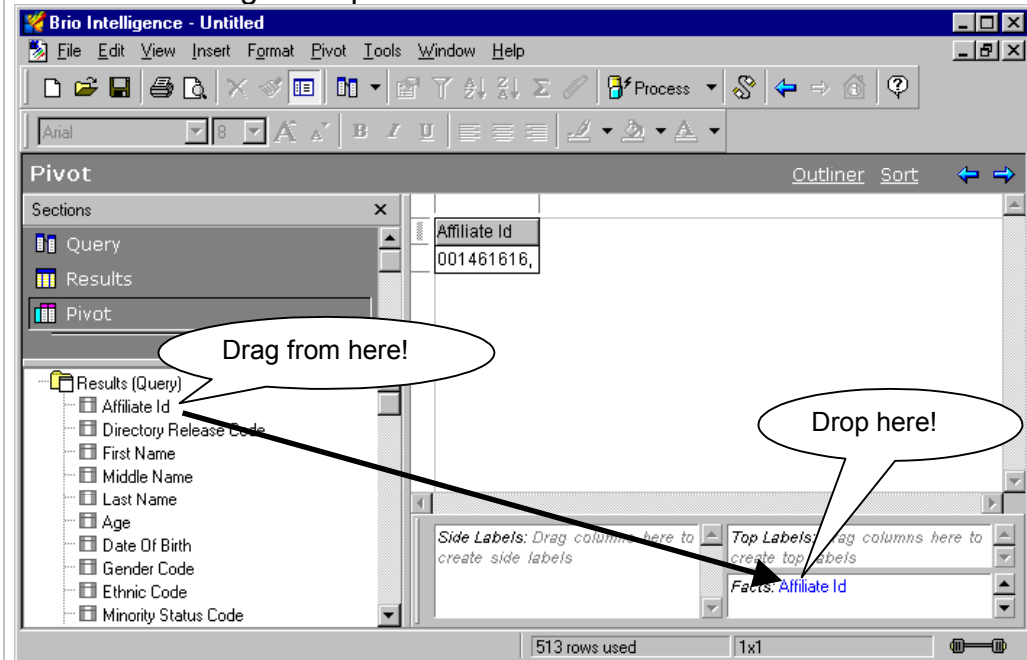 Brio Intelligence - Untitled
File Edit View Insert Format Pivot Tools Window Help
Process
Arial 8 B I U
Pivot Outliner Sort
Sections
Query
Results
Pivot
Drag from here!
Results (Query)
Affiliate Id
Directory Release Code
First Name
Middle Name
Last Name
Age
Date Of Birth
Gender Code
Ethnic Code
Minority Status Code
Affiliate Id
001461616,
Drop here!
Side Labels: Drag columns here to
create side labels
Top Labels: Drag columns here to
create top labels
Facts: Affiliate Id
513 rows used 1x1